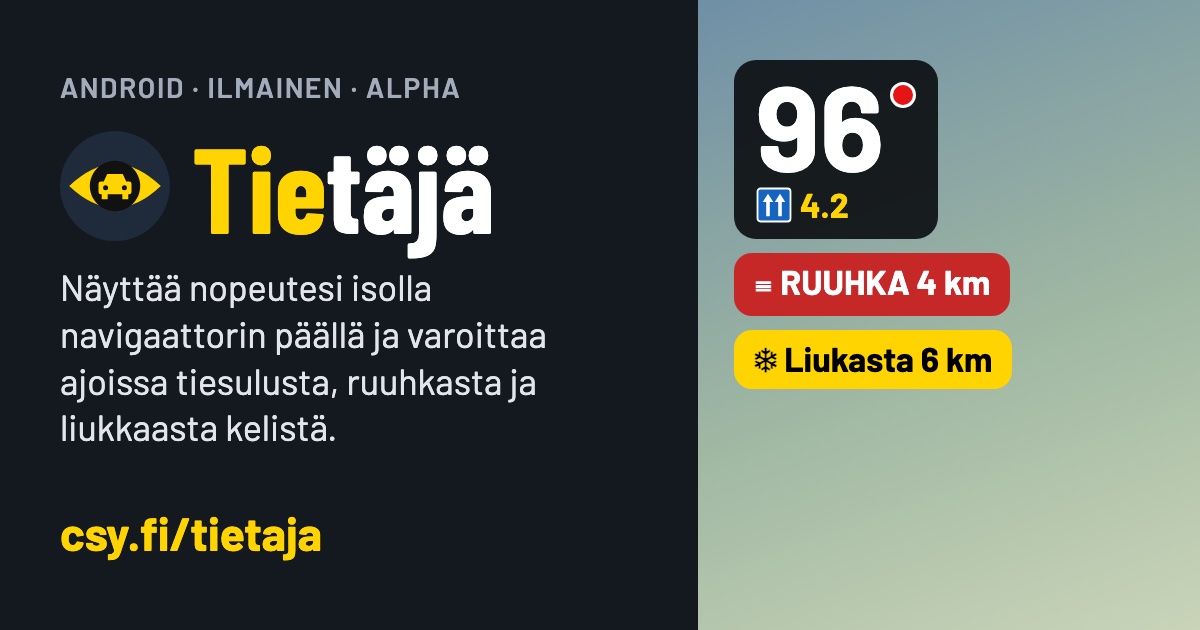 ANDROID · ILMAINEN · ALPHA
Tietäjä
Näyttää nopeutesi isolla
navigaattorin päällä ja varoittaa
ajoissa tiesulusta, ruuhkasta ja
liukkaasta kelistä.
csy.fi/tietaja
96
4.2
≡ RUUHKA 4 km
❄ Liukasta 6 km